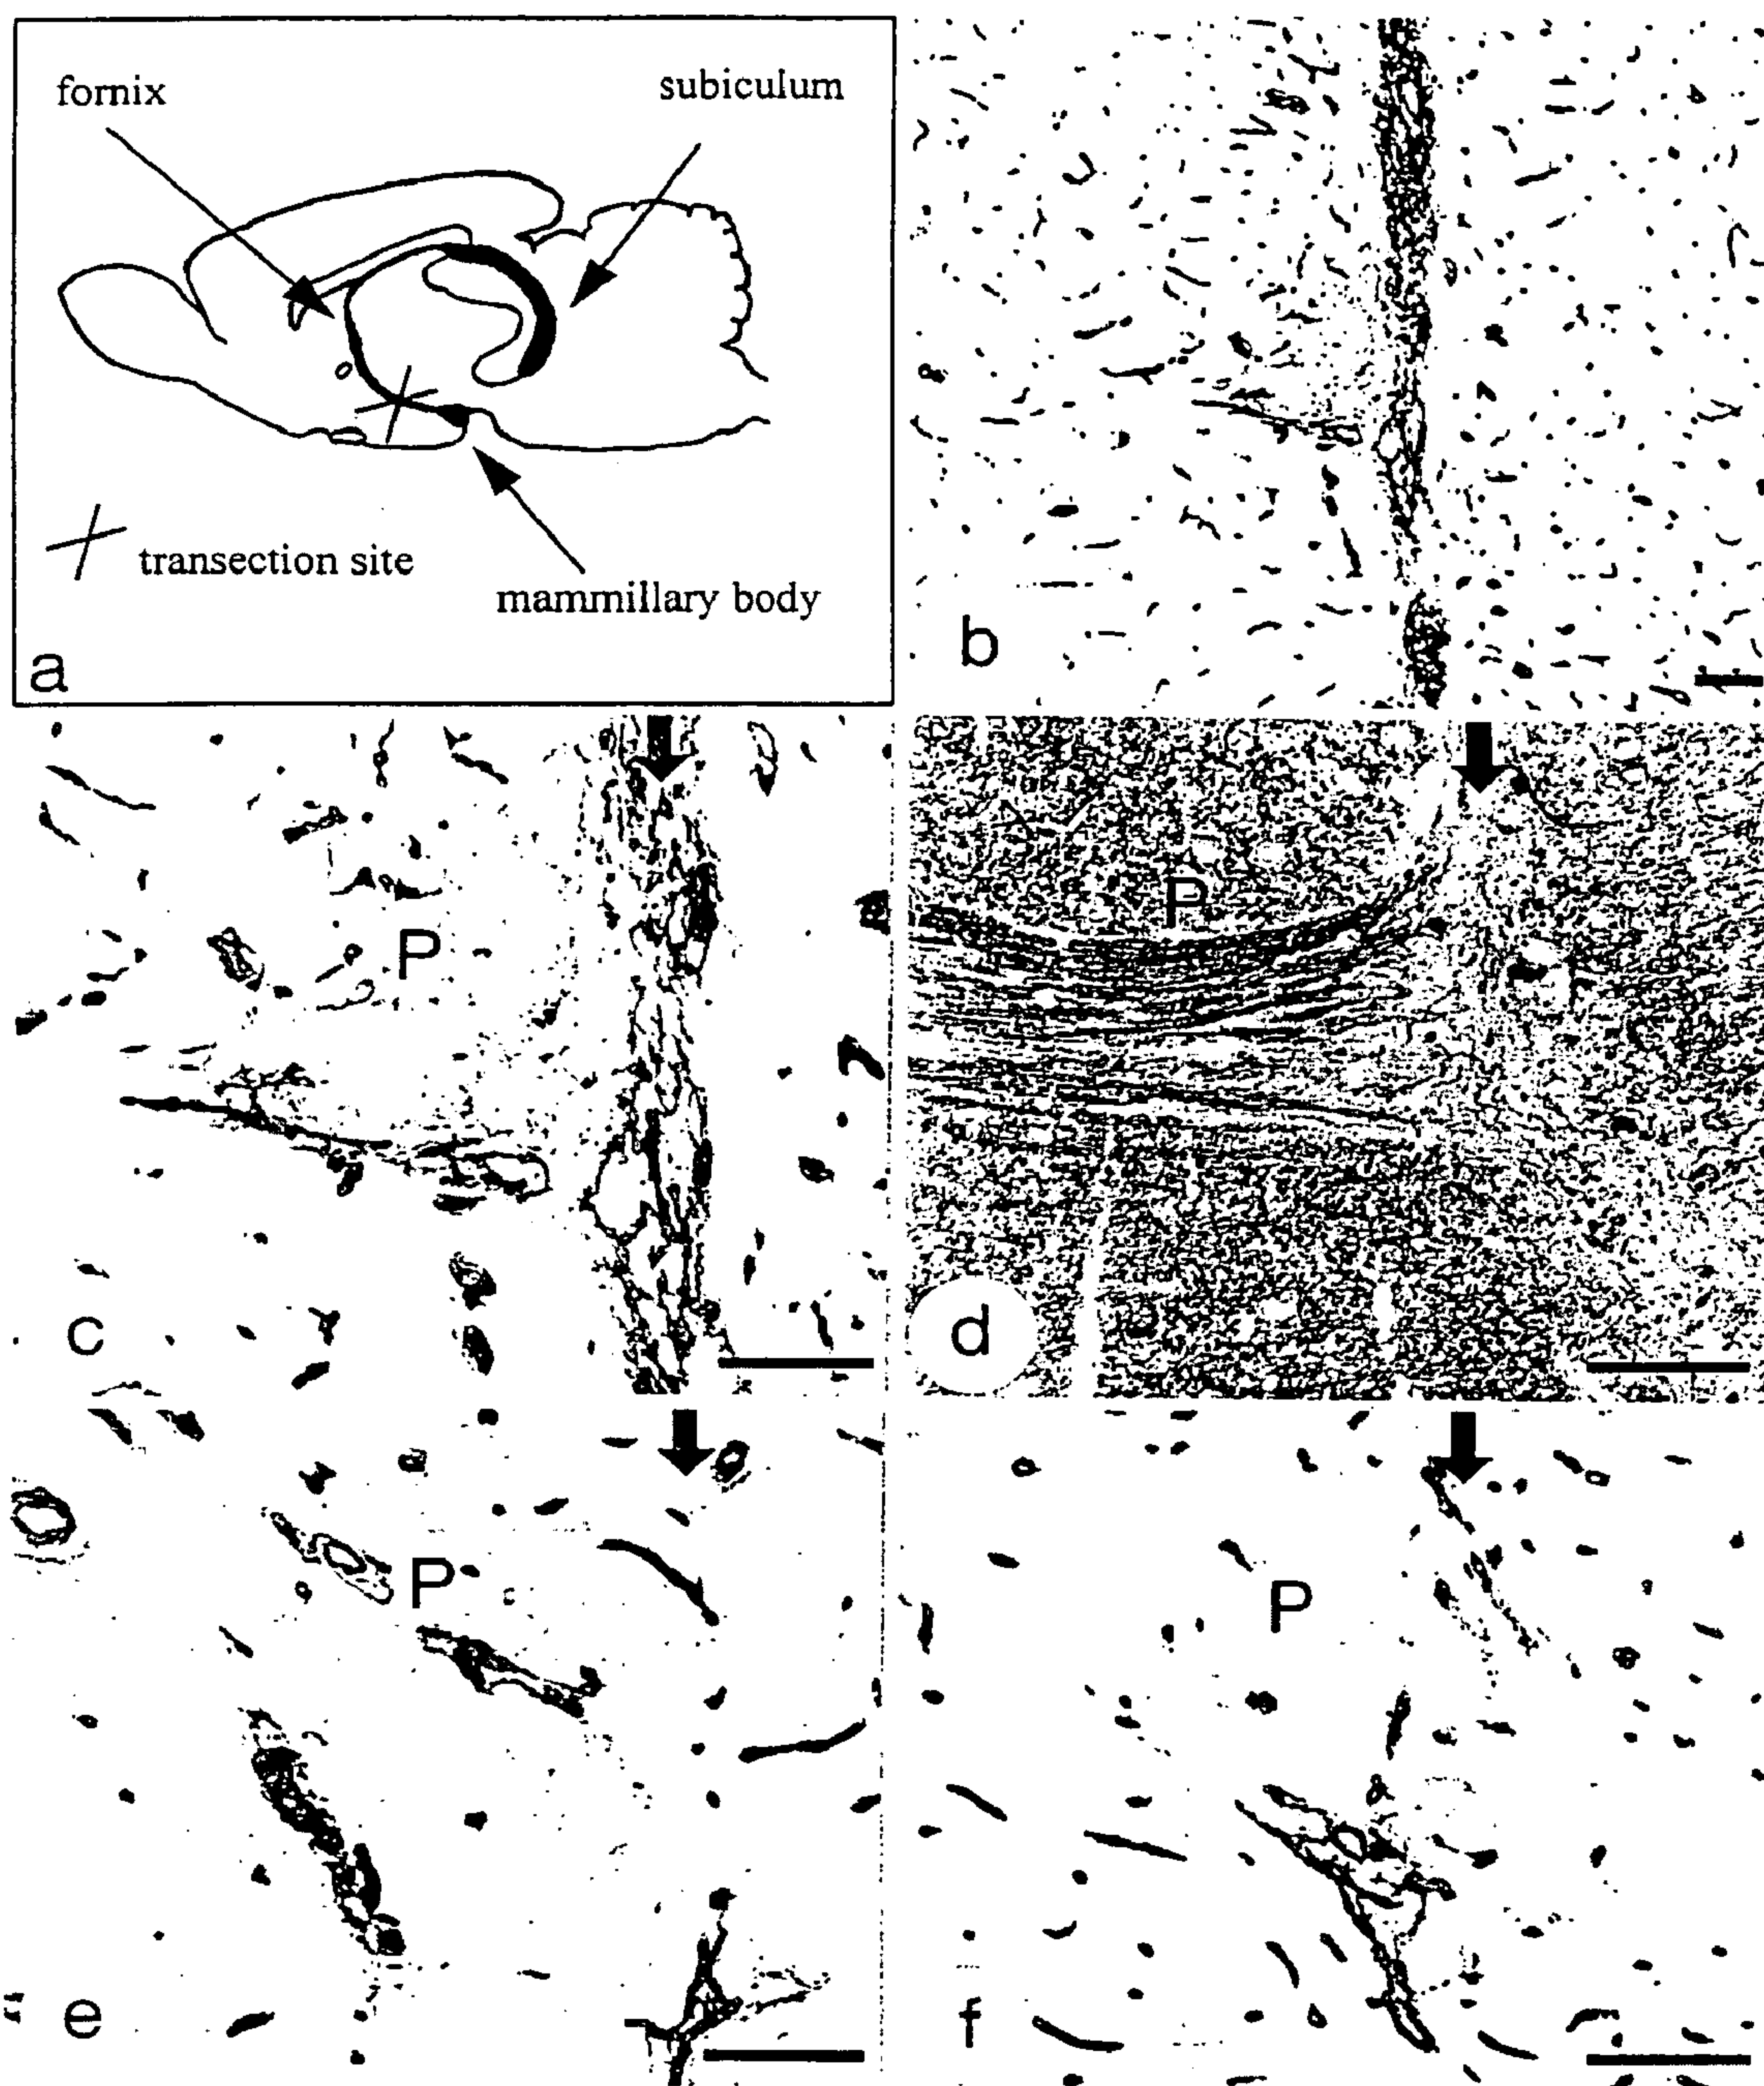 fornix
subiculum
transection site
mammillary body
a
b
P
c
P
d
P
e
P
f